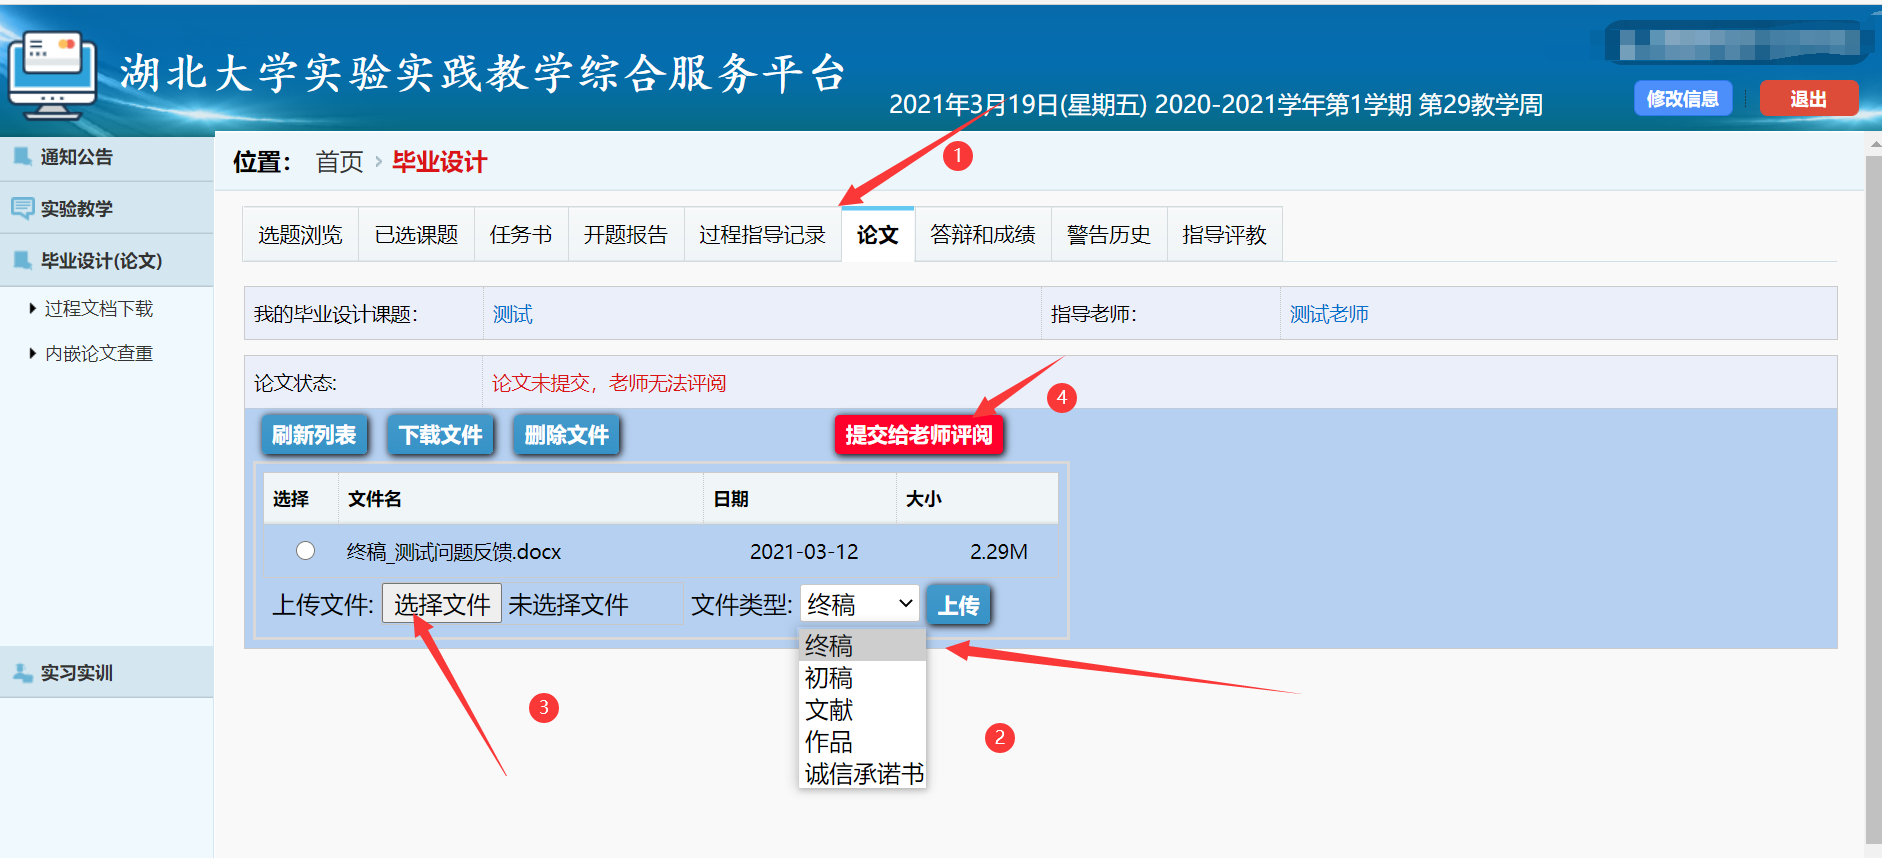 湖北大学实验实践教学综合服务平台
2021年3月19日(星期五) 2020-2021学年第1学期 第29教学周
修改信息
退出
通知公告
实验教学
毕业设计(论文)
过程文档下载
内嵌论文查重
实习实训
位置： 首页 › 毕业设计
1
选题浏览 已选课题 任务书 开题报告 过程指导记录 论文 答辩和成绩 警告历史 指导评教
我的毕业设计课题： 测试 指导老师： 测试老师
论文状态: 论文未提交，老师无法评阅
4
刷新列表 下载文件 删除文件 提交给老师评阅
选择 文件名 日期 大小
终稿_测试问题反馈.docx 2021-03-12 2.29M
上传文件: 选择文件 未选择文件 文件类型: 终稿 上传
终稿
初稿
文献
作品
诚信承诺书
3
2